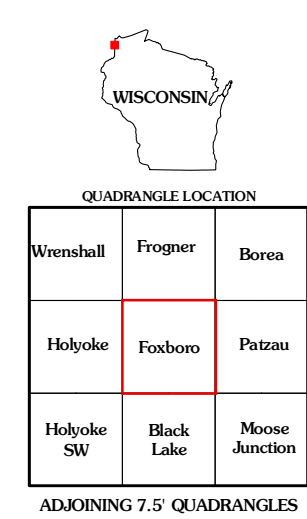 WISCONSIN
QUADRANGLE LOCATION
Wrenshall
Frogner
Borea
Holyoke
Foxboro
Patzau
Holyoke
SW
Black
Lake
Moose
Junction
ADJOINING 7.5' QUADRANGLES